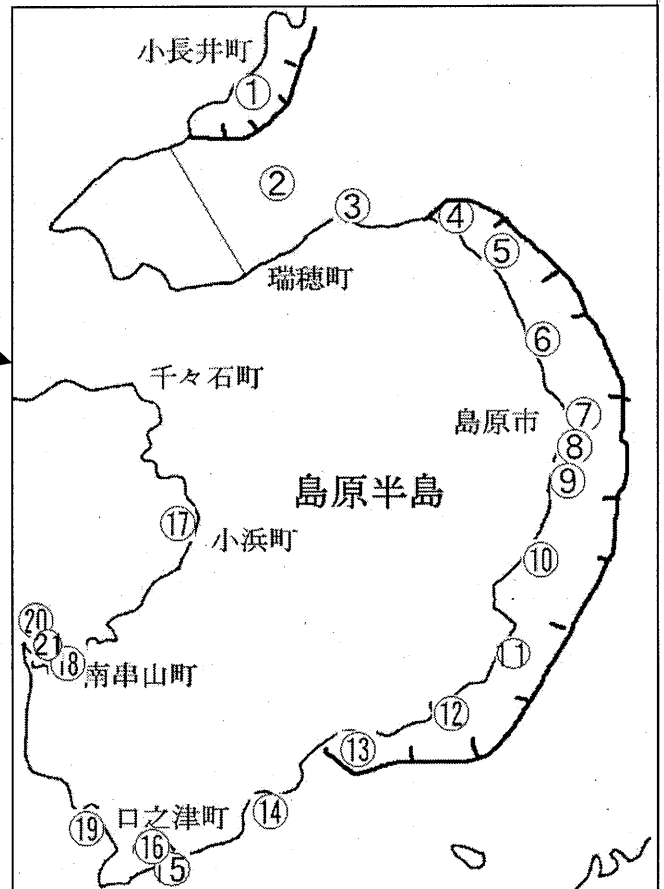 小長井町
①
②
③
④
瑞穂町
⑤
⑥
千々石町
⑦
島原市
⑧
⑨
島原半島
⑰
小浜町
⑩
⑳
㉑
⑱
南串山町
⑪
⑫
⑬
⑭
口之津町
⑲
⑯
⑮